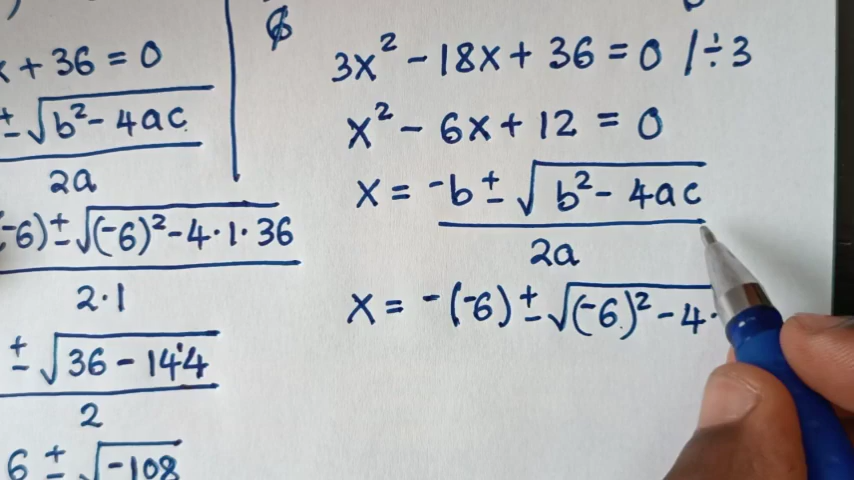 x + 36 = 0
± √b² - 4ac
2a
(-6) ± √(-6)² - 4·1·36
2·1
± √36 - 144
2
6 ± √-108
3x² - 18x + 36 = 0 / ÷3
x² - 6x + 12 = 0
x = -b ± √b² - 4ac
2a
x = -(-6) ± √(-6)² - 4·